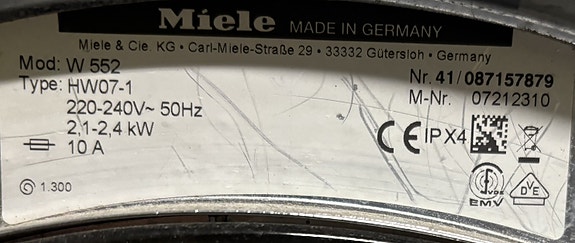 Miele MADE IN GERMANY
Miele & Cie. KG • Carl-Miele-Straße 29 • 33332 Gütersloh • Germany
Mod: W 552
Type: HW07-1
220-240V~ 50Hz
2,1-2,4 kW
10 A
1.300
Nr. 41/087157879
M-Nr. 07212310
CE IPX4
EMV
DVE